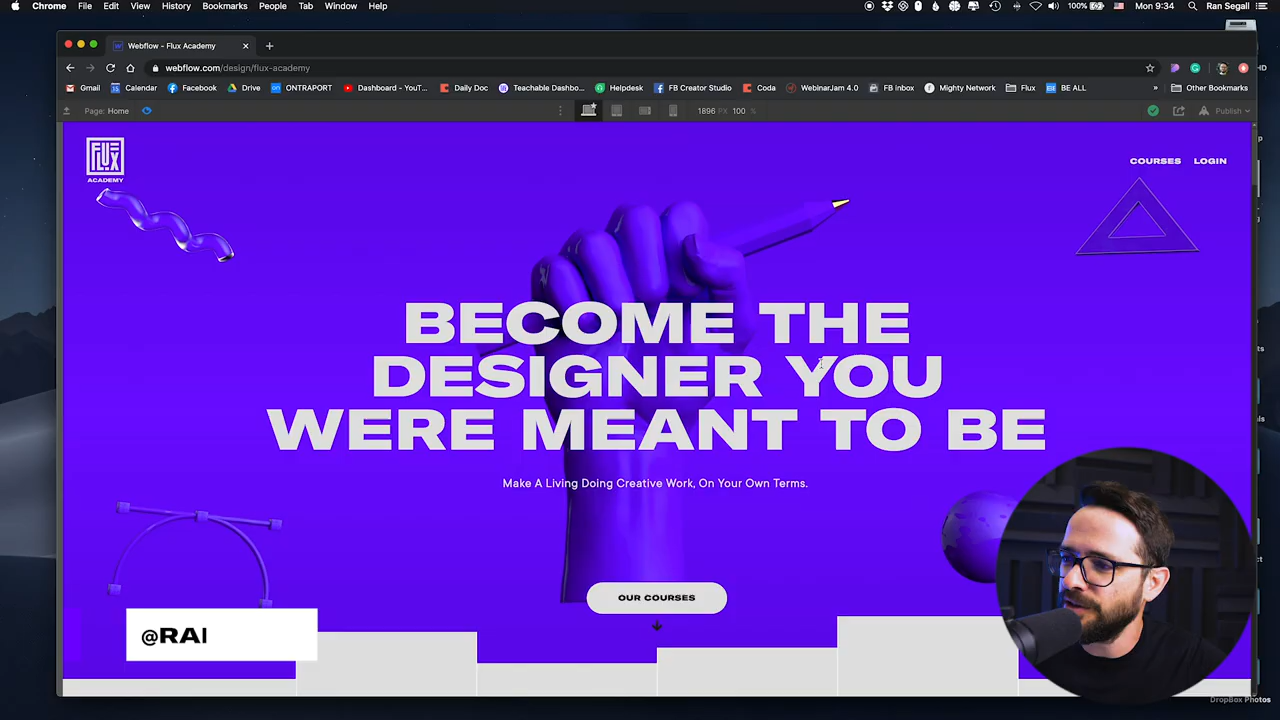 Chrome File Edit View History Bookmarks People Tab Window Help 100% Mon 9:34 Ran Segall
Webflow - Flux Academy
webflow.com/design/flux-academy
Gmail Calendar Facebook Drive ONTRAPORT Dashboard - YouT... Daily Doc Teachable Dashbo... Helpdesk FB Creator Studio Coda WebinarJam 4.0 FB inbox Mighty Network Flux BE ALL » Other Bookmarks
Page: Home 1896 PX 100 % Publish
FLUX
ACADEMY
COURSES LOGIN
BECOME THE
DESIGNER YOU
WERE MEANT TO BE
Make A Living Doing Creative Work, On Your Own Terms.
OUR COURSES
@RA
DropBox Photos